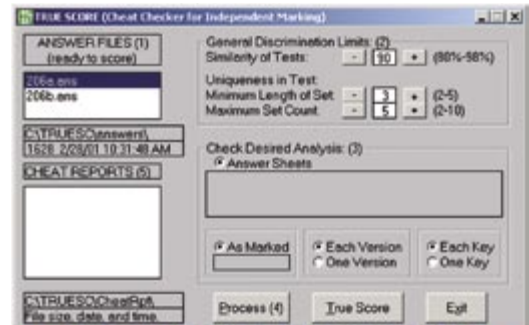 TRUE SCORE (Cheat Checker for Independent Marking)
ANSWER FILES (1)
(ready to score)
206a.ans
206b.ans
C:\TRUESC\answers\,
1628 2/28/01 10:31:48 AM
CHEAT REPORTS (5)
C:\TRUESC\CheatRpt\,
File size, date, and time.
General Discrimination Limits: (2)
Similarity of Tests: - 90 + (80%-98%)
Uniqueness in Test:
Minimum Length of Set: - 3 + (2-5)
Maximum Set Count: - 5 + (2-10)
Check Desired Analysis: (3)
Answer Sheets
As Marked
Each Version
One Version
Each Key
One Key
Process (4)
True Score
Exit